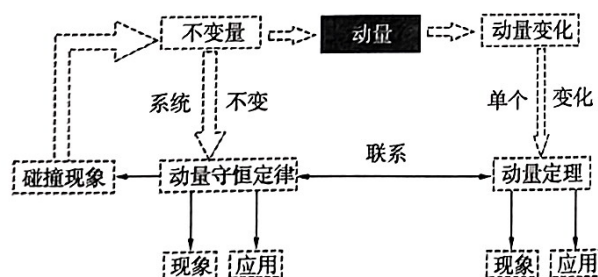 不变量
动量
动量变化
系统
不变
单个
变化
碰撞现象
动量守恒定律
联系
动量定理
现象
应用
现象
应用